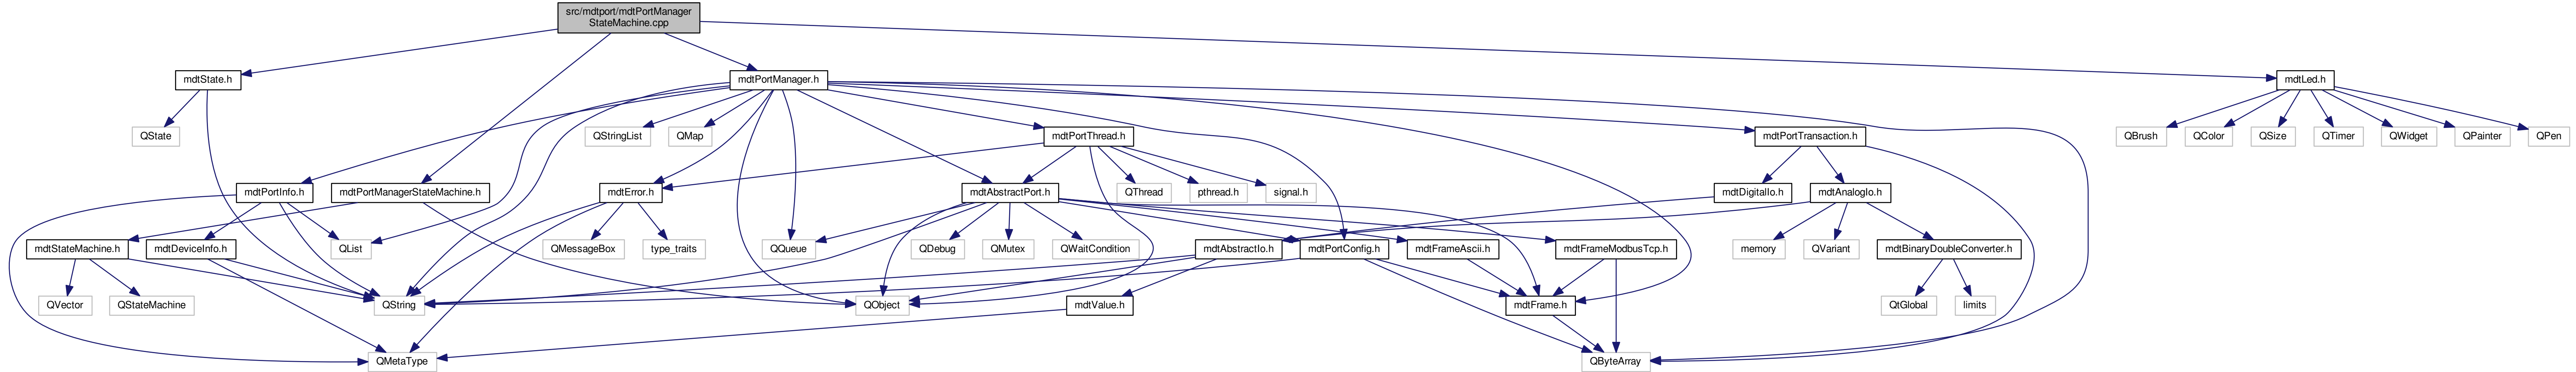 src/mdtport/mdtPortManager
StateMachine.cpp
mdtState.h
mdtPortManager.h
mdtLed.h
QState
QStringList
QMap
mdtPortThread.h
mdtPortTransaction.h
QBrush
QColor
QSize
QTimer
QWidget
QPainter
QPen
mdtPortInfo.h
mdtPortManagerStateMachine.h
mdtError.h
mdtAbstractPort.h
QThread
pthread.h
signal.h
mdtDigitalIo.h
mdtAnalogIo.h
mdtStateMachine.h
mdtDeviceInfo.h
QList
QMessageBox
type_traits
QQueue
QDebug
QMutex
QWaitCondition
mdtAbstractIo.h
mdtPortConfig.h
mdtFrameAscii.h
mdtFrameModbusTcp.h
memory
QVariant
mdtBinaryDoubleConverter.h
QVector
QStateMachine
QString
QObject
mdtValue.h
mdtFrame.h
QtGlobal
limits
QMetaType
QByteArray